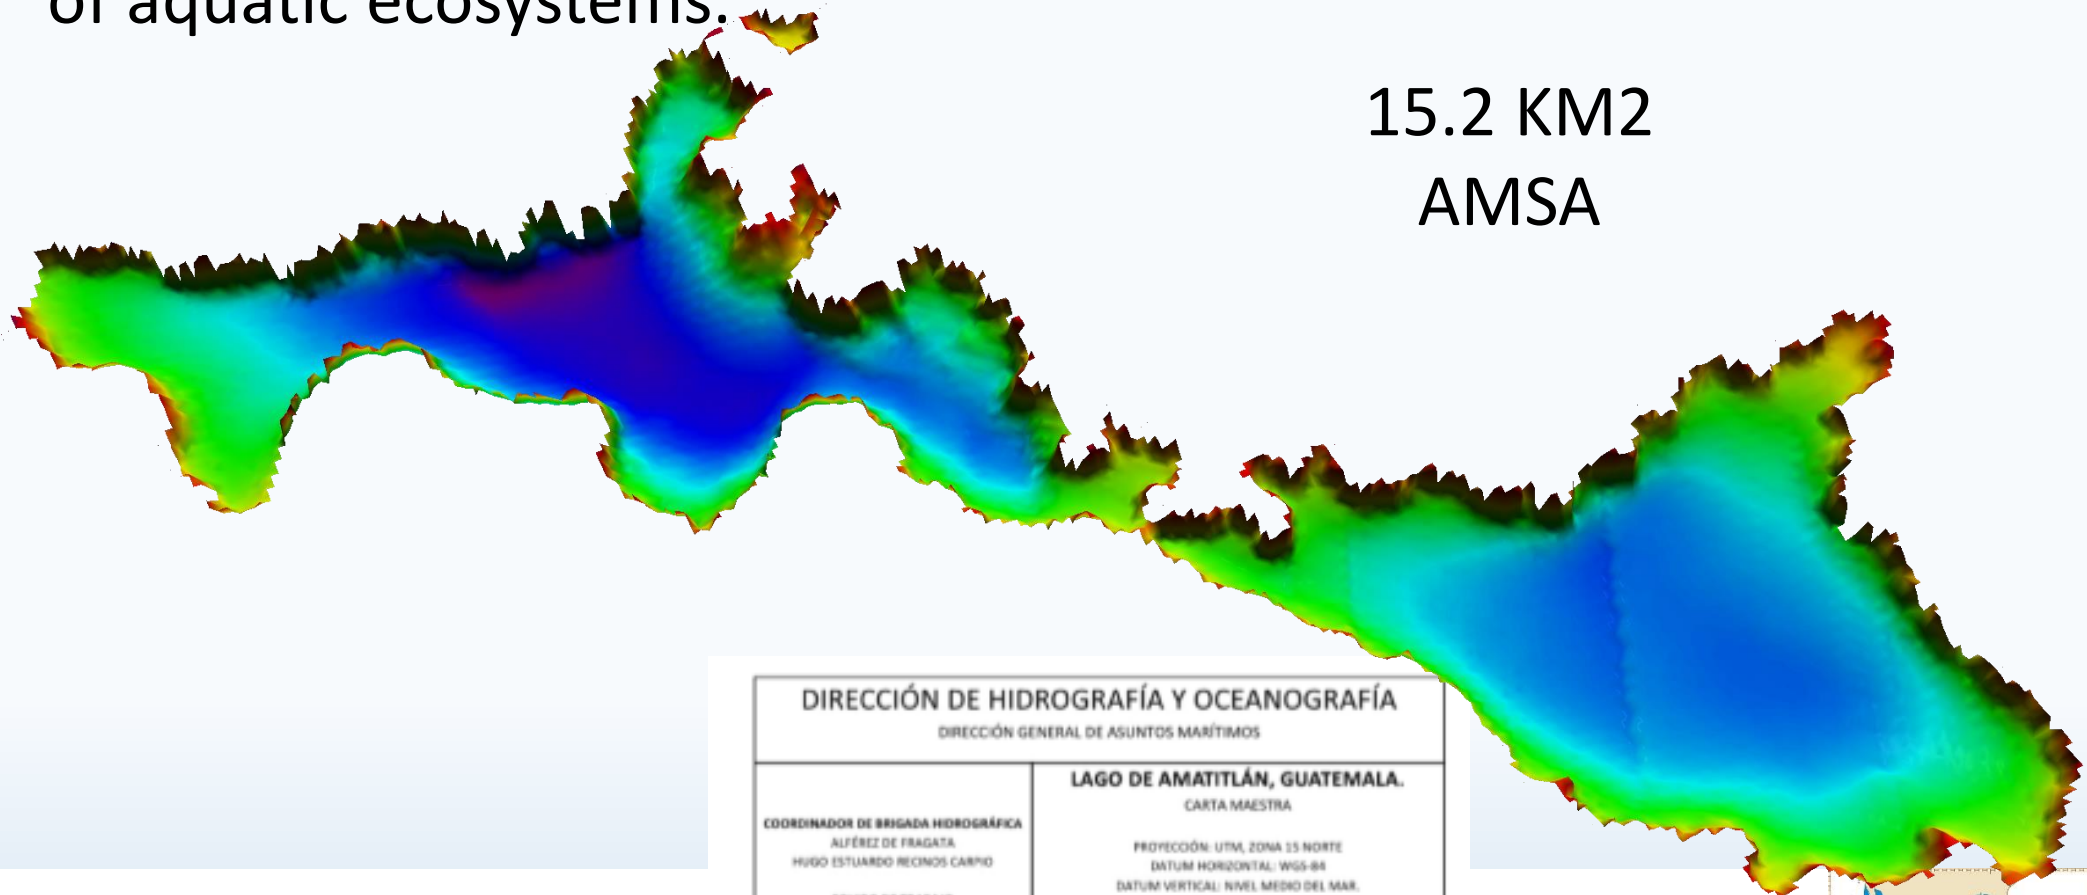 of aquatic ecosystems.
15.2 KM2
AMSA
DIRECCIÓN DE HIDROGRAFÍA Y OCEANOGRAFÍA
DIRECCIÓN GENERAL DE ASUNTOS MARÍTIMOS
LAGO DE AMATITLÁN, GUATEMALA.
CARTA MAESTRA
COORDINADOR DE BRIGADA HIDROGRÁFICA
ALFÉREZ DE FRAGATA
HUGO ESTUARDO RECINOS CARPIO
PROYECCIÓN: UTM, ZONA 15 NORTE
DATUM HORIZONTAL: WGS-84
DATUM VERTICAL: NIVEL MEDIO DEL MAR.